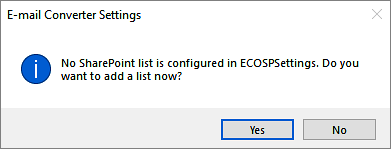 E-mail Converter Settings
No SharePoint list is configured in ECOSPSettings. Do you
want to add a list now?
Yes No